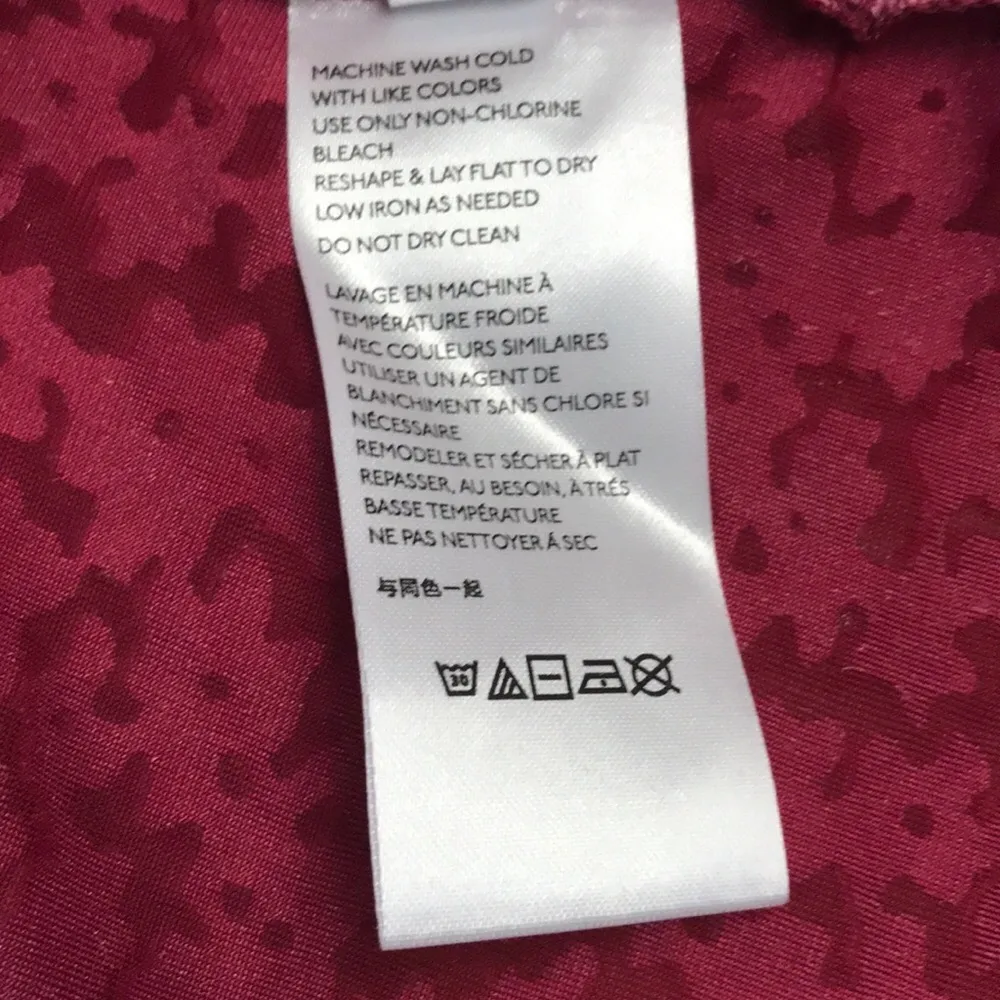 MACHINE WASH COLD
WITH LIKE COLORS
USE ONLY NON-CHLORINE
BLEACH
RESHAPE & LAY FLAT TO DRY
LOW IRON AS NEEDED
DO NOT DRY CLEAN
LAVAGE EN MACHINE À
TEMPÉRATURE FROIDE
AVEC COULEURS SIMILAIRES
UTILISER UN AGENT DE
BLANCHIMENT SANS CHLORE SI
NÉCESSAIRE
REMODELER ET SÉCHER À PLAT
REPASSER, AU BESOIN, À TRÉS
BASSE TEMPÉRATURE
NE PAS NETTOYER Á SEC
与同色一起
30